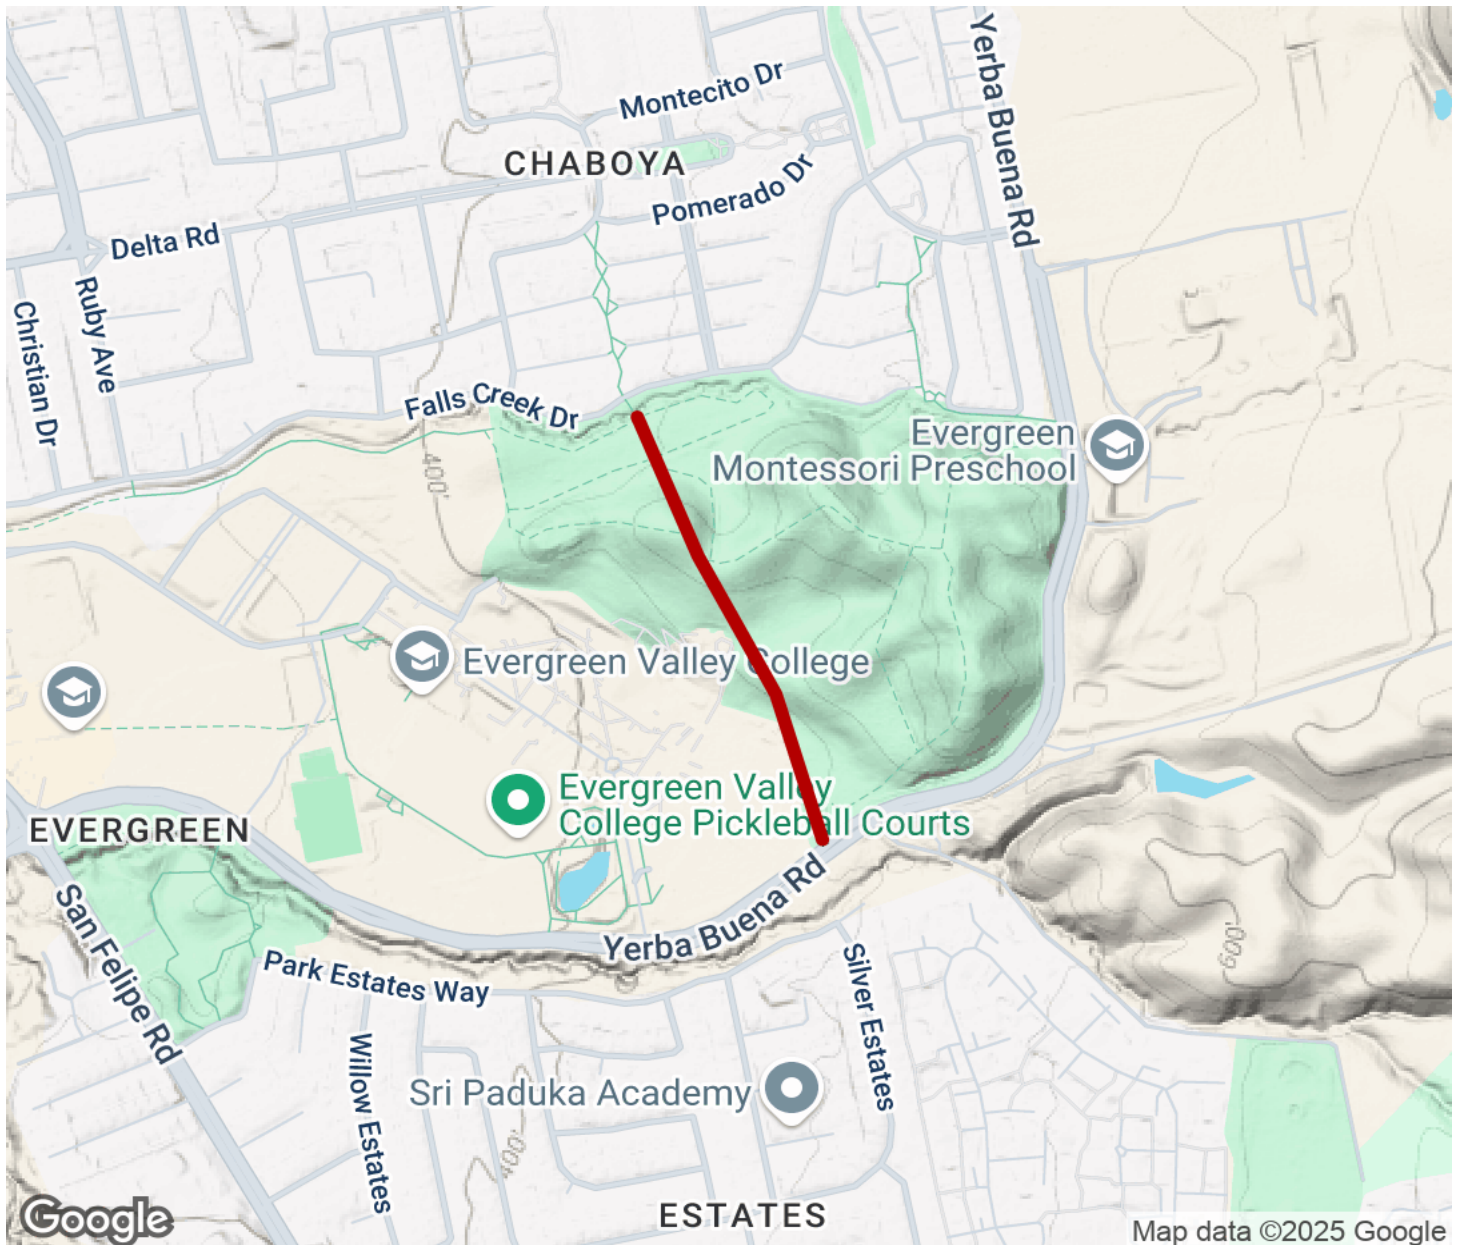 Montecito Dr
Yerba Buena Rd
CHABOYA
Pomerado Dr
Delta Rd
Ruby Ave
Christian Dr
Falls Creek Dr
Evergreen
Montessori Preschool
400'
Evergreen Valley College
Evergreen Valley
College Pickleball Courts
EVERGREEN
Yerba Buena Rd
San Felipe Rd
Park Estates Way
600'
Silver Estates
Willow Estates
Sri Paduka Academy
400'
ESTATES
Google
Map data ©2025 Google